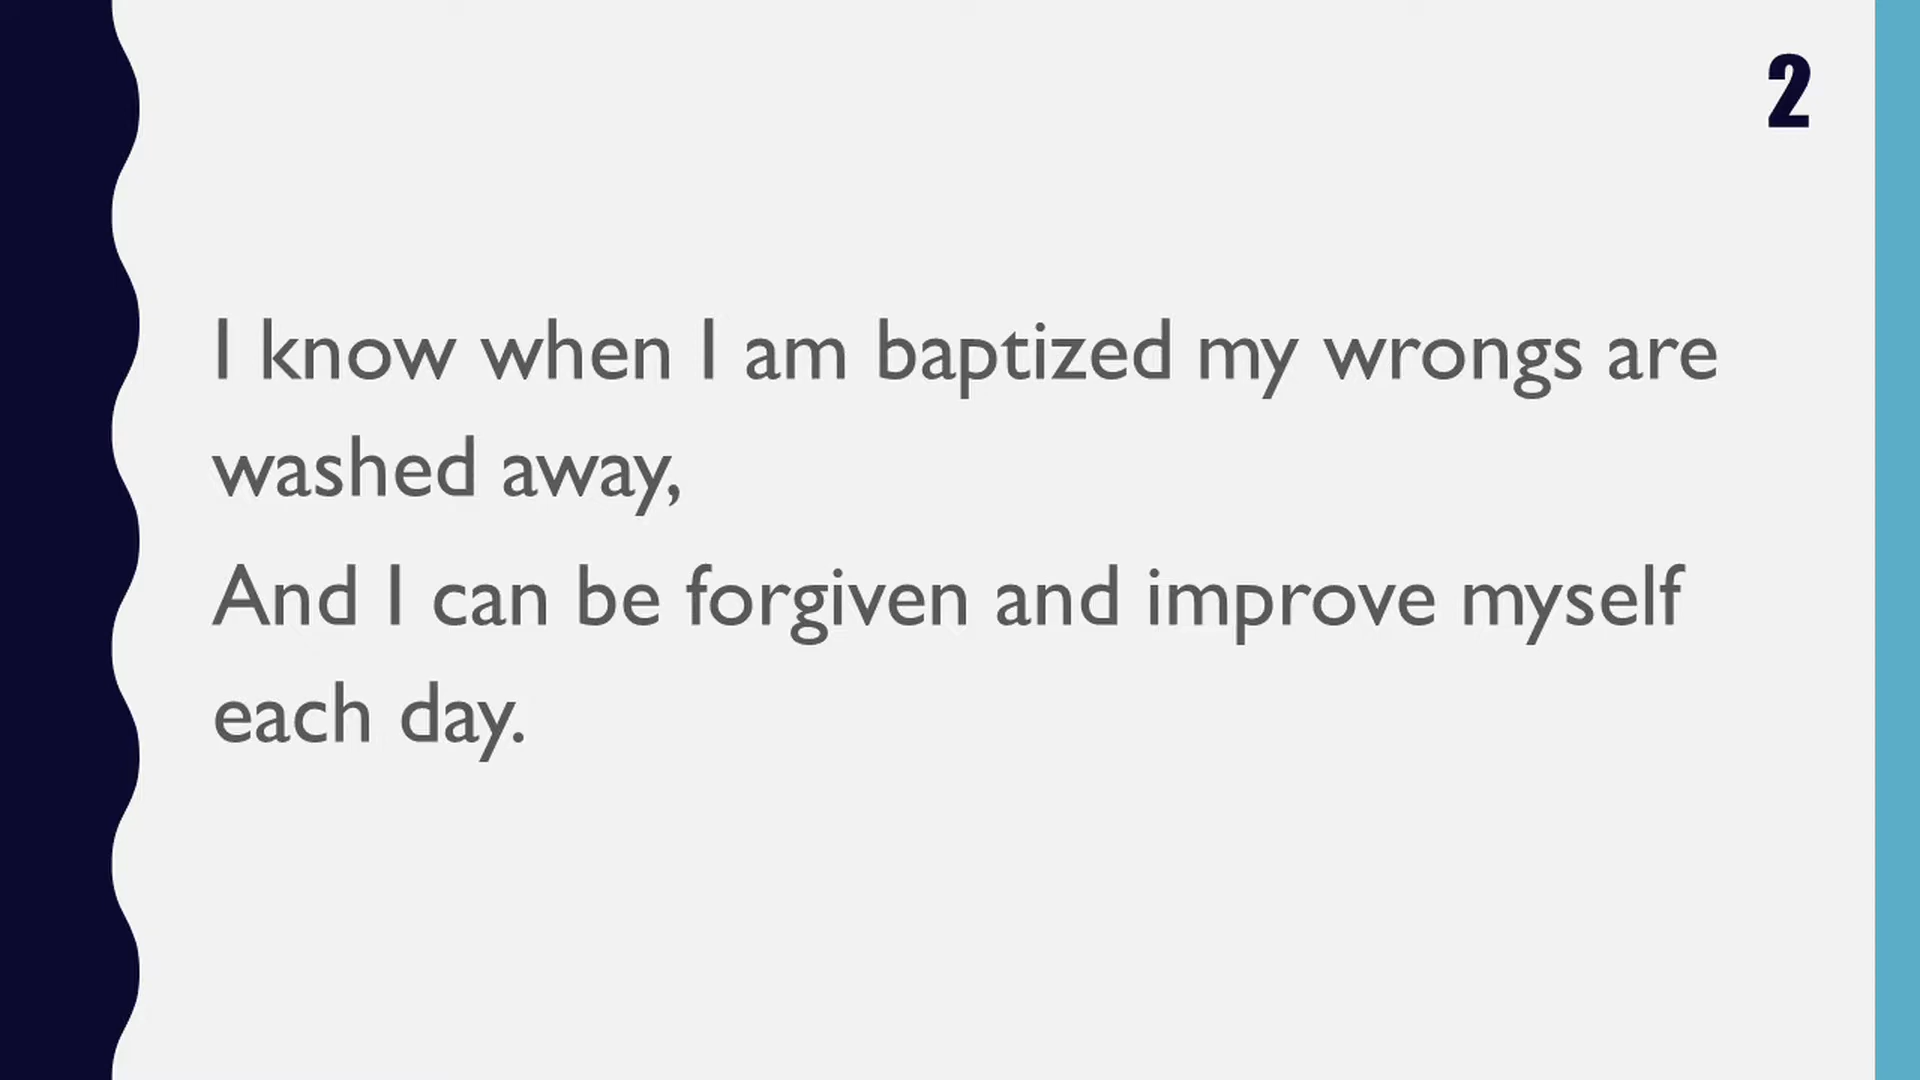 2
I know when I am baptized my wrongs are
washed away,
And I can be forgiven and improve myself
each day.